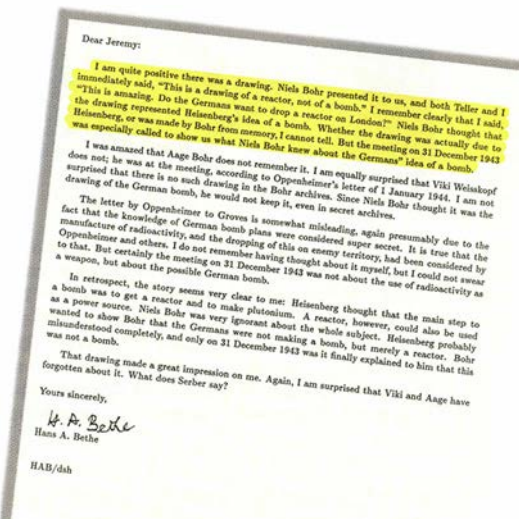 Dear Jeremy:
I am quite positive there was a drawing. Niels Bohr presented it to us, and both Teller and I
immediately said, "This is a drawing of a reactor, not of a bomb." I remember clearly that I said,
"This is amazing. Do the Germans want to drop a reactor on London?" Niels Bohr thought that
the drawing represented Heisenberg's idea of a bomb. Whether the drawing was actually due to
Heisenberg, or was made by Bohr from memory, I cannot tell. But the meeting on 31 December 1943
was especially called to show us what Niels Bohr knew about the Germans" idea of a bomb.
I was amazed that Aage Bohr does not remember it. I am equally surprised that Viki Weisskopf
does not; he was at the meeting, according to Oppenheimer's letter of 1 January 1944. I am not
surprised that there is no such drawing in the Bohr archives. Since Niels Bohr thought it was the
drawing of the German bomb, he would not keep it, even in secret archives.
The letter by Oppenheimer to Groves is somewhat misleading, again presumably due to the
fact that the knowledge of German bomb plans were considered super secret. It is true that the
manufacture of radioactivity, and the dropping of this on enemy territory, had been considered by
Oppenheimer and others. I do not remember having thought about it myself, but I could not swear
to that. But certainly the meeting on 31 December 1943 was not about the use of radioactivity as
a weapon, but about the possible German bomb.
In retrospect, the story seems very clear to me: Heisenberg thought that the main step to
a bomb was to get a reactor and to make plutonium. A reactor, however, could also be used
as a power source. Niels Bohr was very ignorant about the whole subject. Heisenberg probably
wanted to show Bohr that the Germans were not making a bomb, but merely a reactor. Bohr
misunderstood completely, and only on 31 December 1943 was it finally explained to him that this
was not a bomb.
That drawing made a great impression on me. Again, I am surprised that Viki and Aage have
forgotten about it. What does Serber say?
Yours sincerely,
H. A. Bethe
Hans A. Bethe
HAB/dsh